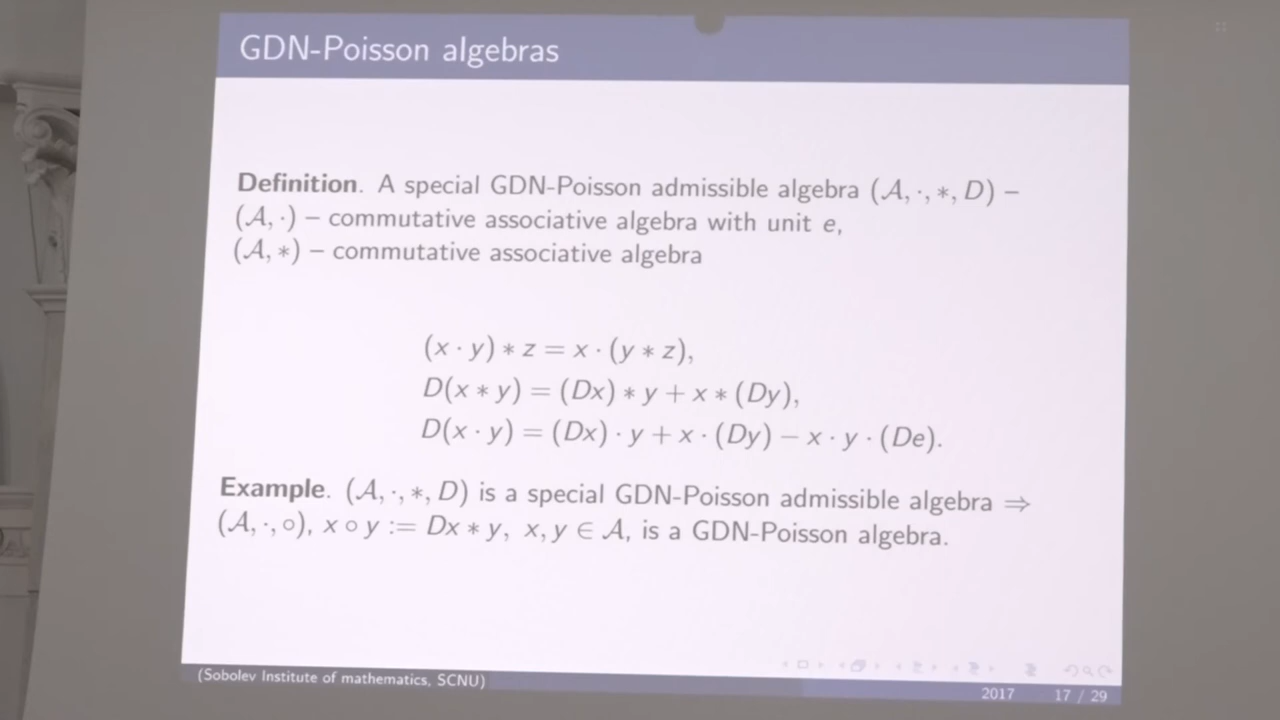 GDN-Poisson algebras
Definition. A special GDN-Poisson admissible algebra (𝒜, ·, ∗, D) –
(𝒜, ·) – commutative associative algebra with unit e,
(𝒜, ∗) – commutative associative algebra
(x · y) ∗ z = x · (y ∗ z),
D(x ∗ y) = (Dx) ∗ y + x ∗ (Dy),
D(x · y) = (Dx) · y + x · (Dy) − x · y · (De).
Example. (𝒜, ·, ∗, D) is a special GDN-Poisson admissible algebra ⇒
(𝒜, ·, ∘), x ∘ y := Dx ∗ y, x, y ∈ 𝒜, is a GDN-Poisson algebra.
(Sobolev Institute of mathematics, SCNU)
2017 17 / 29